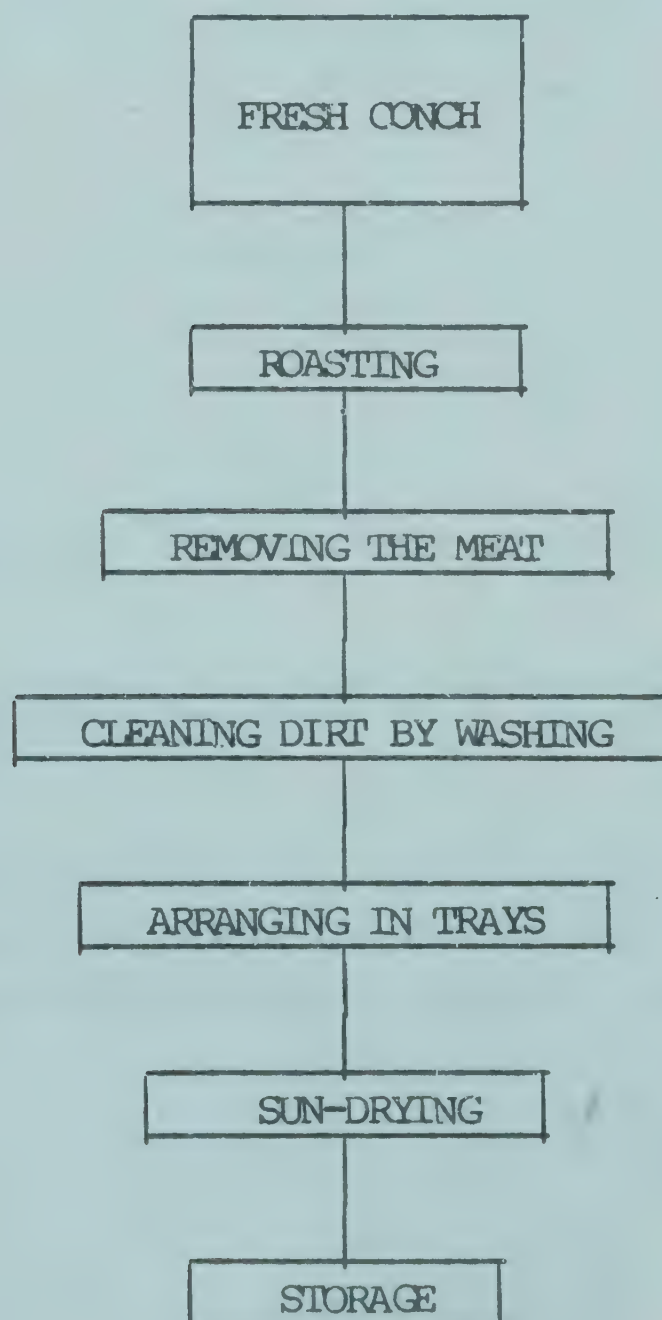 FRESH CONCH
ROASTING
REMOVING THE MEAT
CLEANING DIRT BY WASHING
ARRANGING IN TRAYS
SUN-DRYING
STORAGE